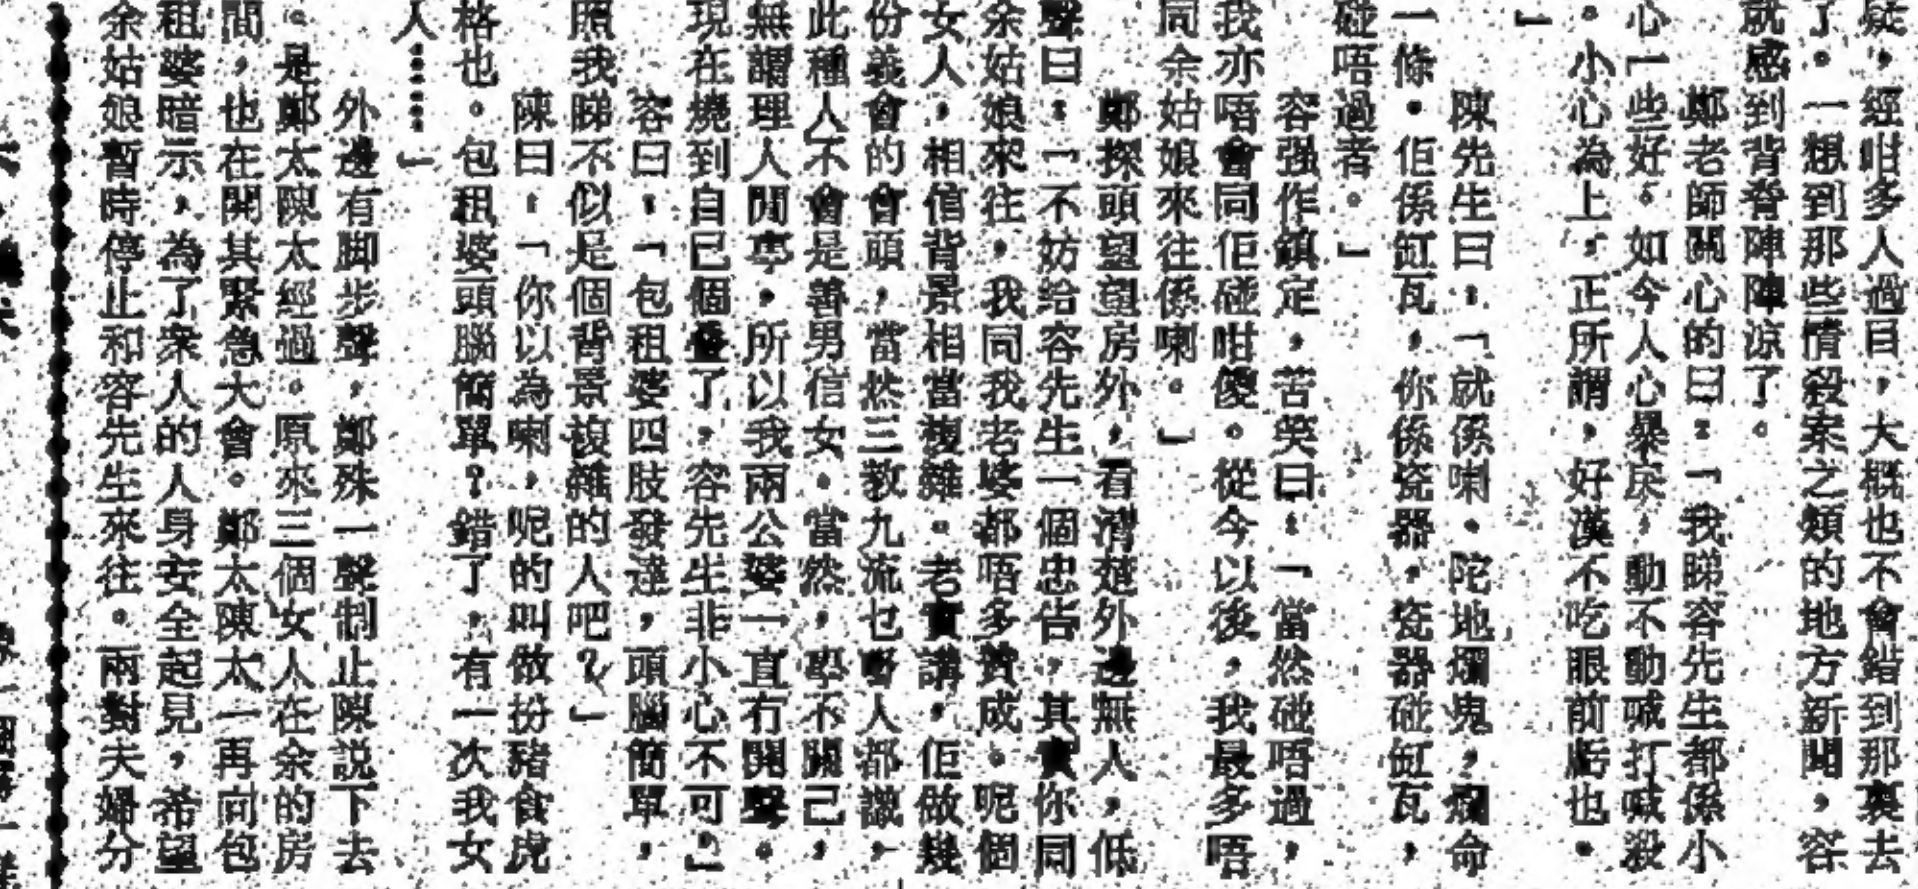 疑，經咁多人過目，大概也不會錯到那裏去
了。一想到那些情殺案之類的地方新聞，容
就感到背脊陣陣涼了。
鄭老師關心的曰：「我睇容先生都係小
心一些好。如今人心暴戾，動不動喊打喊殺
。小心為上，正所謂，好漢不吃眼前虧也。
」
陳先生曰：「就係喇。陀地爛鬼，爛命
一條。佢係缸瓦，你係瓷器，瓷器碰缸瓦，
碰唔過者。」
容强作鎮定，苦笑曰：「當然碰唔過，
我亦唔會同佢碰咁傻。從今以後，我最多唔
同余姑娘來往係喇。」
鄭探頭望望房外，看清楚外邊無人，低
聲曰：「不妨給容先生一個忠告，其實你同
余姑娘來往，我同我老婆都唔多贊成。呢個
女人，相信背景相當複雜。老實講，佢做幾
份義會的會頭，當然三教九流乜嘢人都識，
此種人不會是善男信女。當然，事不關己，
無謂理人閒事，所以我兩公婆一直冇開聲。
現在燒到自己個疊了，容先生非小心不可。」
容曰：「包租婆四肢發達，頭腦簡單，
照我睇不似是個背景複雜的人吧？」
陳曰：「你以為喇，呢的叫做扮豬食虎
格也。包租婆頭腦簡單？錯了，有一次我女
人……」
外邊有脚步聲，鄭殊一聲制止陳説下去
。是鄭太陳太經過。原來三個女人在余的房
間，也在開其緊急大會。鄭太陳太一再向包
租婆暗示，為了衆人的人身安全起見，希望
余姑娘暫時停止和容先生來往。兩對夫婦分